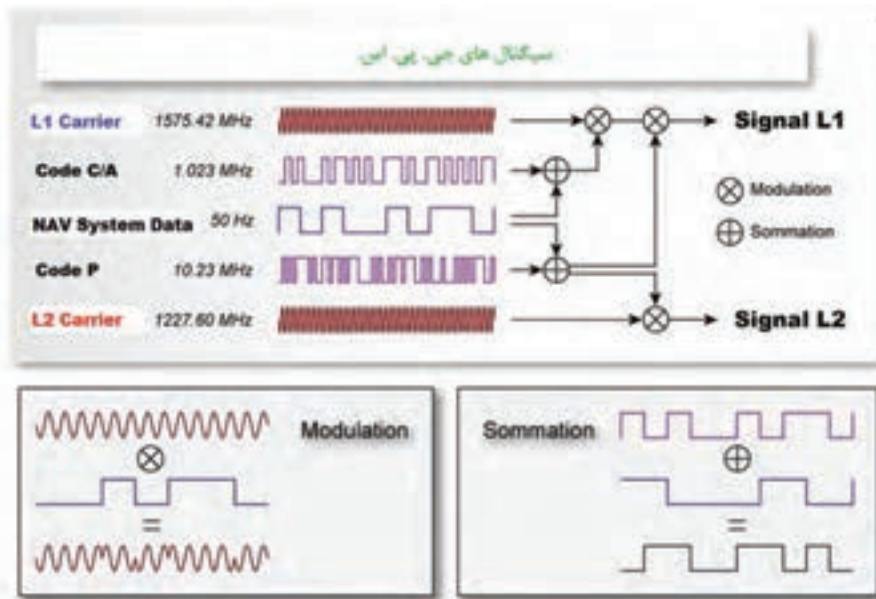 سیگنال های جی. پی. اس.
L1 Carrier 1575.42 MHz Signal L1
Code C/A 1.023 MHz
Modulation
NAV System Data 50 Hz
Sommation
Code P 10.23 MHz
L2 Carrier 1227.60 MHz Signal L2
Modulation
Sommation